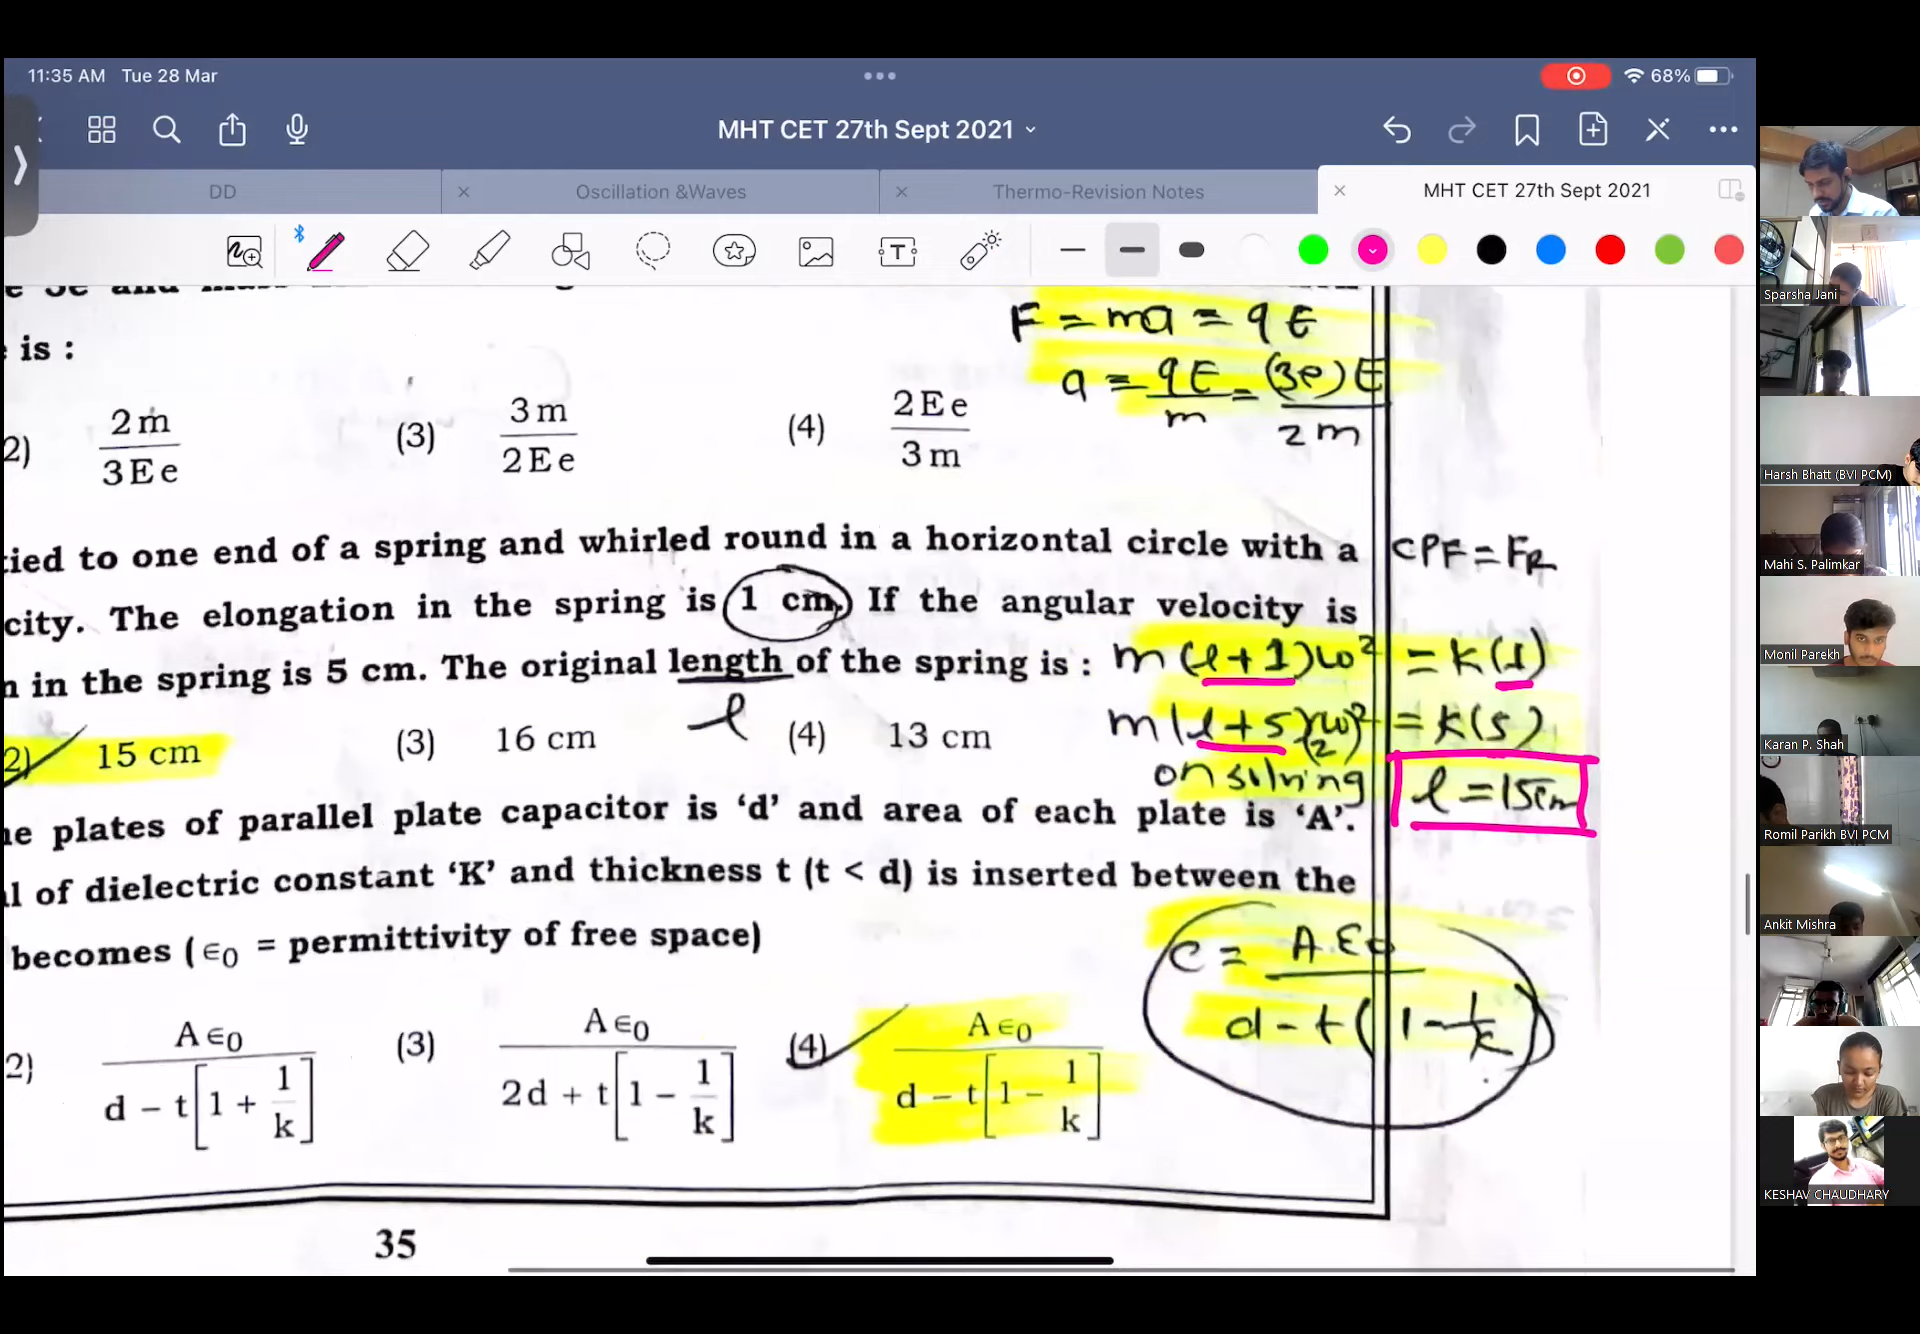 11:35 AM Tue 28 Mar
68%
MHT CET 27th Sept 2021
DD
Oscillation &Waves
Thermo-Revision Notes
MHT CET 27th Sept 2021
is :
F = ma = qE
a = qE/m = (3e)E/2m
2) 2m/3Ee (3) 3m/2Ee (4) 2Ee/3m
tied to one end of a spring and whirled round in a horizontal circle with a
CPF = FR
city. The elongation in the spring is 1 cm. If the angular velocity is
n in the spring is 5 cm. The original length of the spring is :
m(l+1)ω² = k(1)
l
m(l+5)(2ω)² = k(5)
2) 15 cm (3) 16 cm (4) 13 cm
on solving l = 15cm
ne plates of parallel plate capacitor is ‘d’ and area of each plate is ‘A’.
al of dielectric constant ‘K’ and thickness t (t < d) is inserted between the
becomes (ϵ0 = permittivity of free space)
C = A.ε0 / d - t(1 - 1/k)
2) Aϵ0 / d − t[1 + 1/k] (3) Aϵ0 / 2d + t[1 − 1/k] (4) Aϵ0 / d − t[1 − 1/k]
35
Sparsha Jani
Harsh Bhatt (BVI PCM)
Mahi S. Palimkar
Monil Parekh
Karan P. Shah
Romil Parikh BVI PCM
Ankit Mishra
KESHAV CHAUDHARY